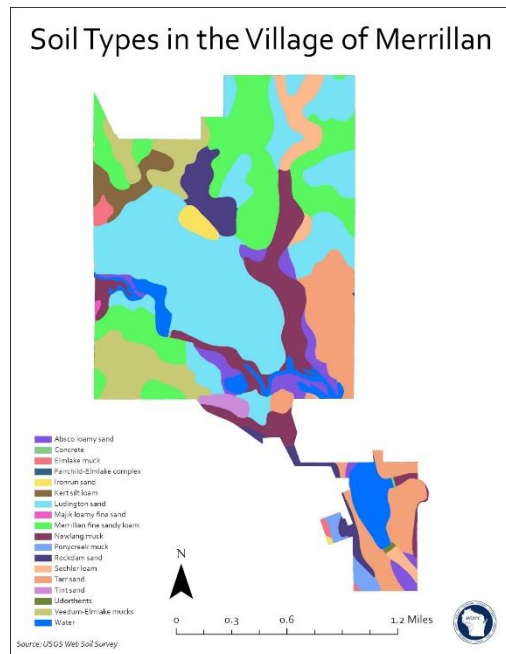 Soil Types in the Village of Merrillan
Absco loamy sand
Concrete
Elmlake muck
Fairchild-Elmlake complex
Ironrun sand
Kert silt loam
Ludington sand
Majik loamy fine sand
Merrillan fine sandy loam
Newlang muck
Ponycreek muck
Rockdam sand
Sechler loam
Tarr sand
Tint sand
Udorthents
Veedum-Elmlake mucks
Water
N
0 0.3 0.6 1.2 Miles
Source: USGS Web Soil Survey